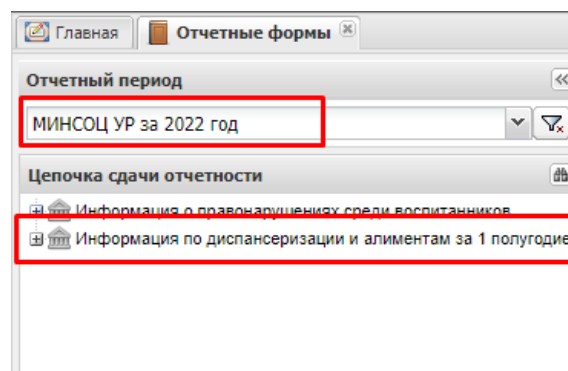 Главная Отчетные формы
Отчетный период
МИНСОЦ УР за 2022 год
Цепочка сдачи отчетности
Информация о правонарушениях среди воспитанников
Информация по диспансеризации и алиментам за 1 полугодие